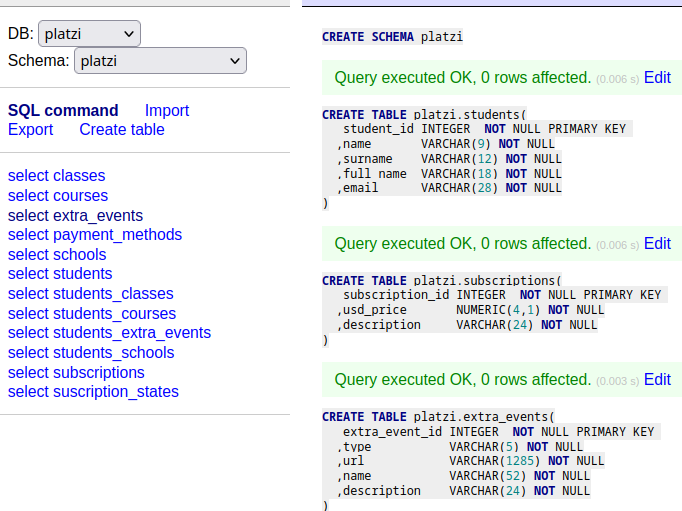 DB: platzi
Schema: platzi
SQL command Import
Export Create table
select classes
select courses
select extra_events
select payment_methods
select schools
select students
select students_classes
select students_courses
select students_extra_events
select students_schools
select subscriptions
select suscription_states
CREATE SCHEMA platzi
Query executed OK, 0 rows affected. (0.006 s) Edit
CREATE TABLE platzi.students(
student_id INTEGER NOT NULL PRIMARY KEY
,name VARCHAR(9) NOT NULL
,surname VARCHAR(12) NOT NULL
,full_name VARCHAR(18) NOT NULL
,email VARCHAR(28) NOT NULL
)
Query executed OK, 0 rows affected. (0.006 s) Edit
CREATE TABLE platzi.subscriptions(
subscription_id INTEGER NOT NULL PRIMARY KEY
,usd_price NUMERIC(4,1) NOT NULL
,description VARCHAR(24) NOT NULL
)
Query executed OK, 0 rows affected. (0.003 s) Edit
CREATE TABLE platzi.extra_events(
extra_event_id INTEGER NOT NULL PRIMARY KEY
,type VARCHAR(5) NOT NULL
,url VARCHAR(1285) NOT NULL
,name VARCHAR(52) NOT NULL
,description VARCHAR(24) NOT NULL
)